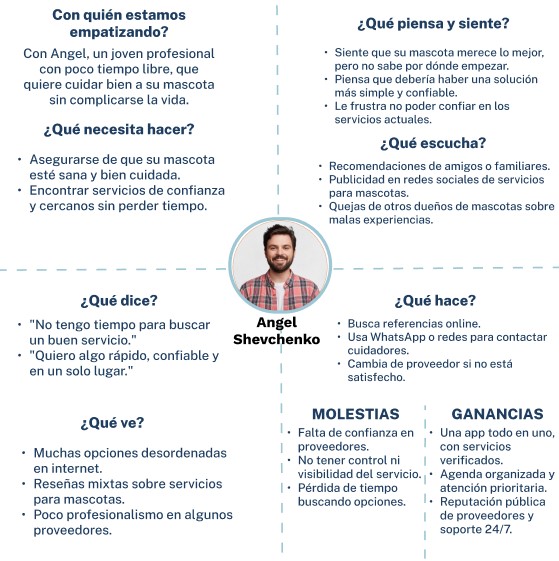 Con quién estamos
empatizando?
Con Angel, un joven profesional
con poco tiempo libre, que
quiere cuidar bien a su mascota
sin complicarse la vida.
¿Qué necesita hacer?
• Asegurarse de que su mascota
esté sana y bien cuidada.
• Encontrar servicios de confianza
y cercanos sin perder tiempo.
¿Qué piensa y siente?
• Siente que su mascota merece lo mejor,
pero no sabe por dónde empezar.
• Piensa que debería haber una solución
más simple y confiable.
• Le frustra no poder confiar en los
servicios actuales.
¿Qué escucha?
• Recomendaciones de amigos o familiares.
• Publicidad en redes sociales de servicios
para mascotas.
• Quejas de otros dueños de mascotas sobre
malas experiencias.
Angel
Shevchenko
¿Qué dice?
• "No tengo tiempo para buscar
un buen servicio."
• "Quiero algo rápido, confiable y
en un solo lugar."
¿Qué ve?
• Muchas opciones desordenadas
en internet.
• Reseñas mixtas sobre servicios
para mascotas.
• Poco profesionalismo en algunos
proveedores.
¿Qué hace?
• Busca referencias online.
• Usa WhatsApp o redes para contactar
cuidadores.
• Cambia de proveedor si no está
satisfecho.
MOLESTIAS
• Falta de confianza en
proveedores.
• No tener control ni
visibilidad del servicio.
• Pérdida de tiempo
buscando opciones.
GANANCIAS
• Una app todo en uno,
con servicios
verificados.
• Agenda organizada y
atención prioritaria.
• Reputación pública
de proveedores y
soporte 24/7.